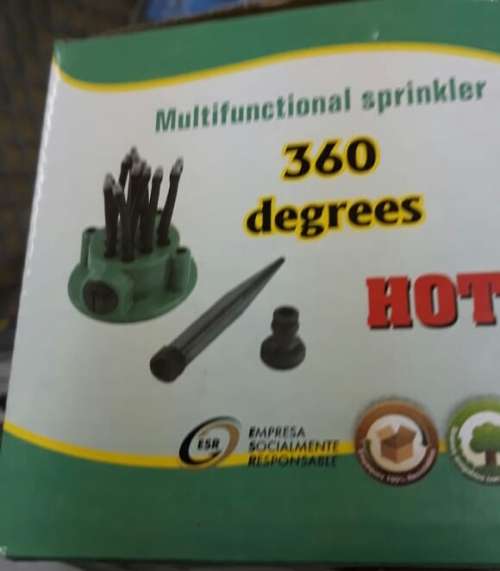 Multifunctional sprinkler
360
degrees
HOT
ESR
EMPRESA
SOCIALMENTE
RESPONSABLE